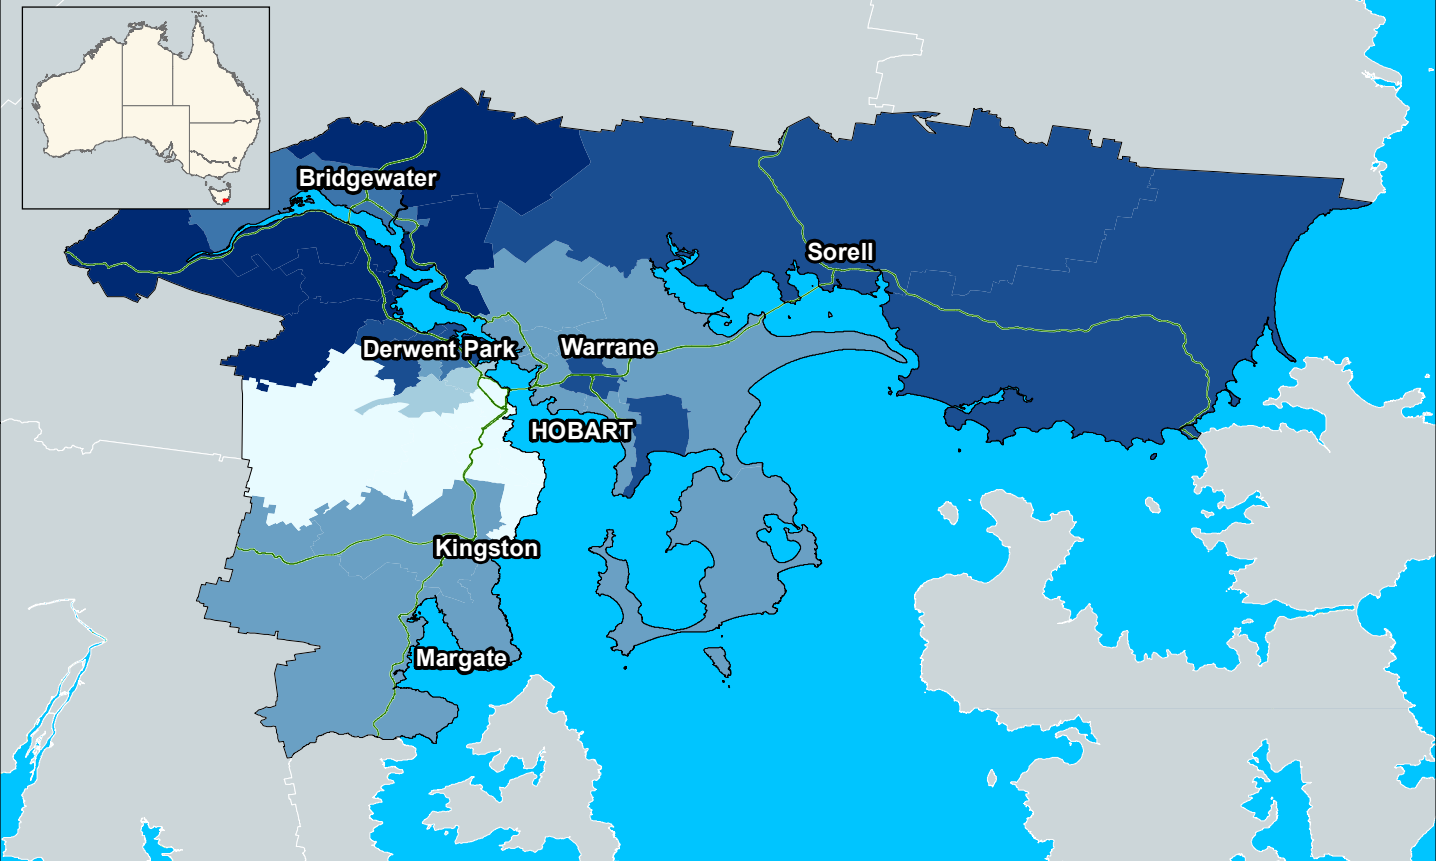 Bridgewater
Sorell
Derwent Park
Warrane
HOBART
Kingston
Margate